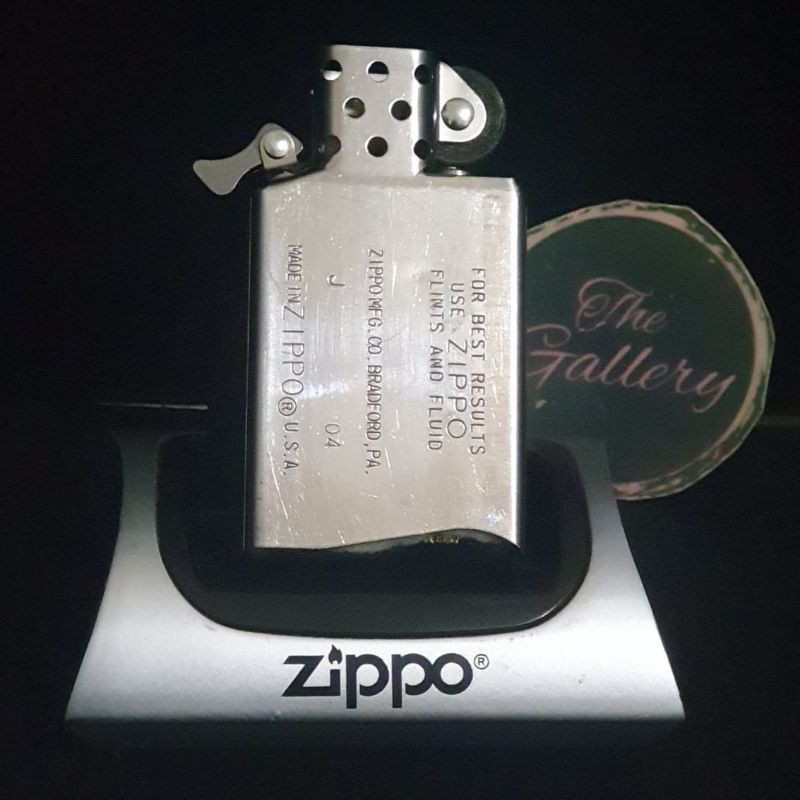 FOR BEST RESULTS
USE ZIPPO
FLINTS AND FLUID
ZIPPO MFG. CO. BRADFORD, PA.
J 04
MADE IN ZIPPO® U.S.A.
The
Gallery
zippo®